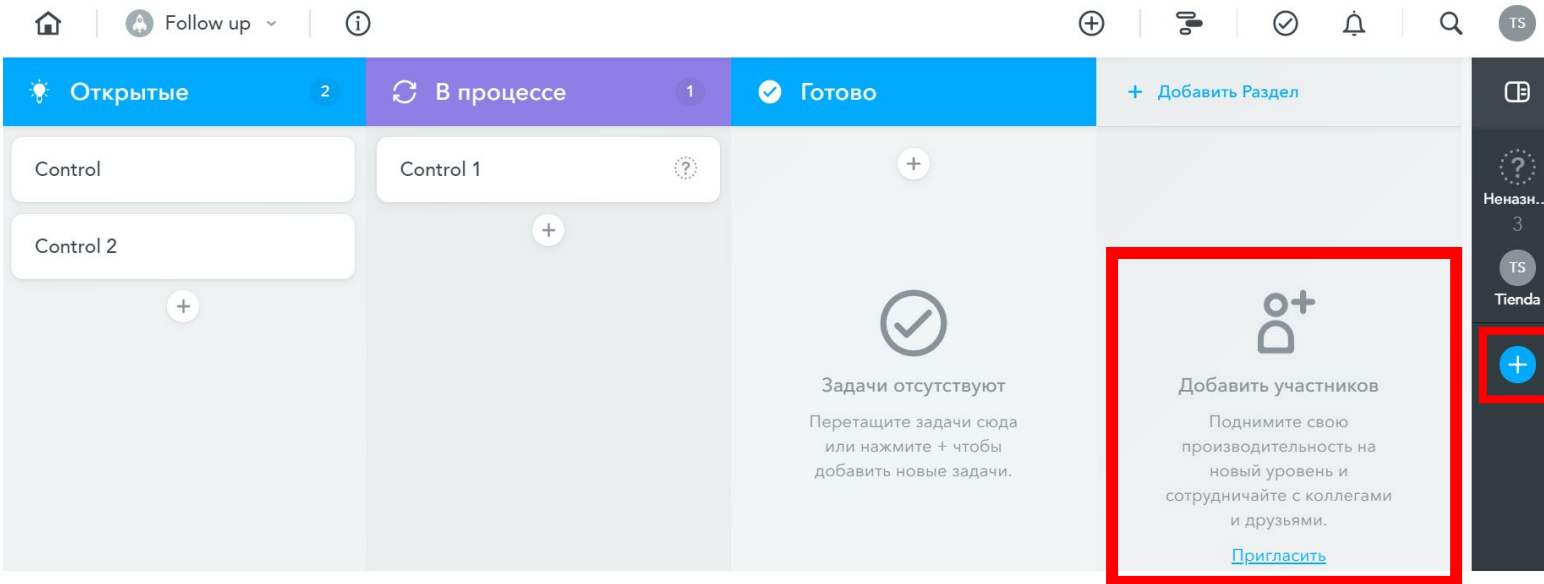 Follow up
TS
Открытые 2
В процессе 1
Готово
+ Добавить Раздел
Control
Control 2
Control 1
?
Задачи отсутствуют
Перетащите задачи сюда
или нажмите + чтобы
добавить новые задачи.
Добавить участников
Поднимите свою
производительность на
новый уровень и
сотрудничайте с коллегами
и друзьями.
Пригласить
?
Неназн..
3
TS
Tienda